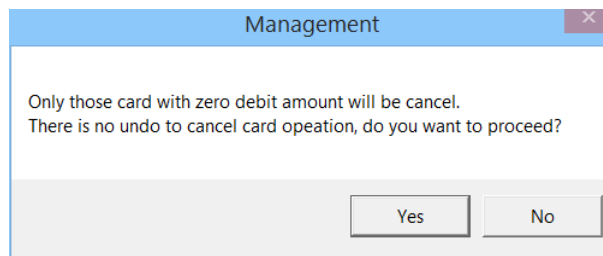 Management
Only those card with zero debit amount will be cancel.
There is no undo to cancel card opeation, do you want to proceed?
Yes No